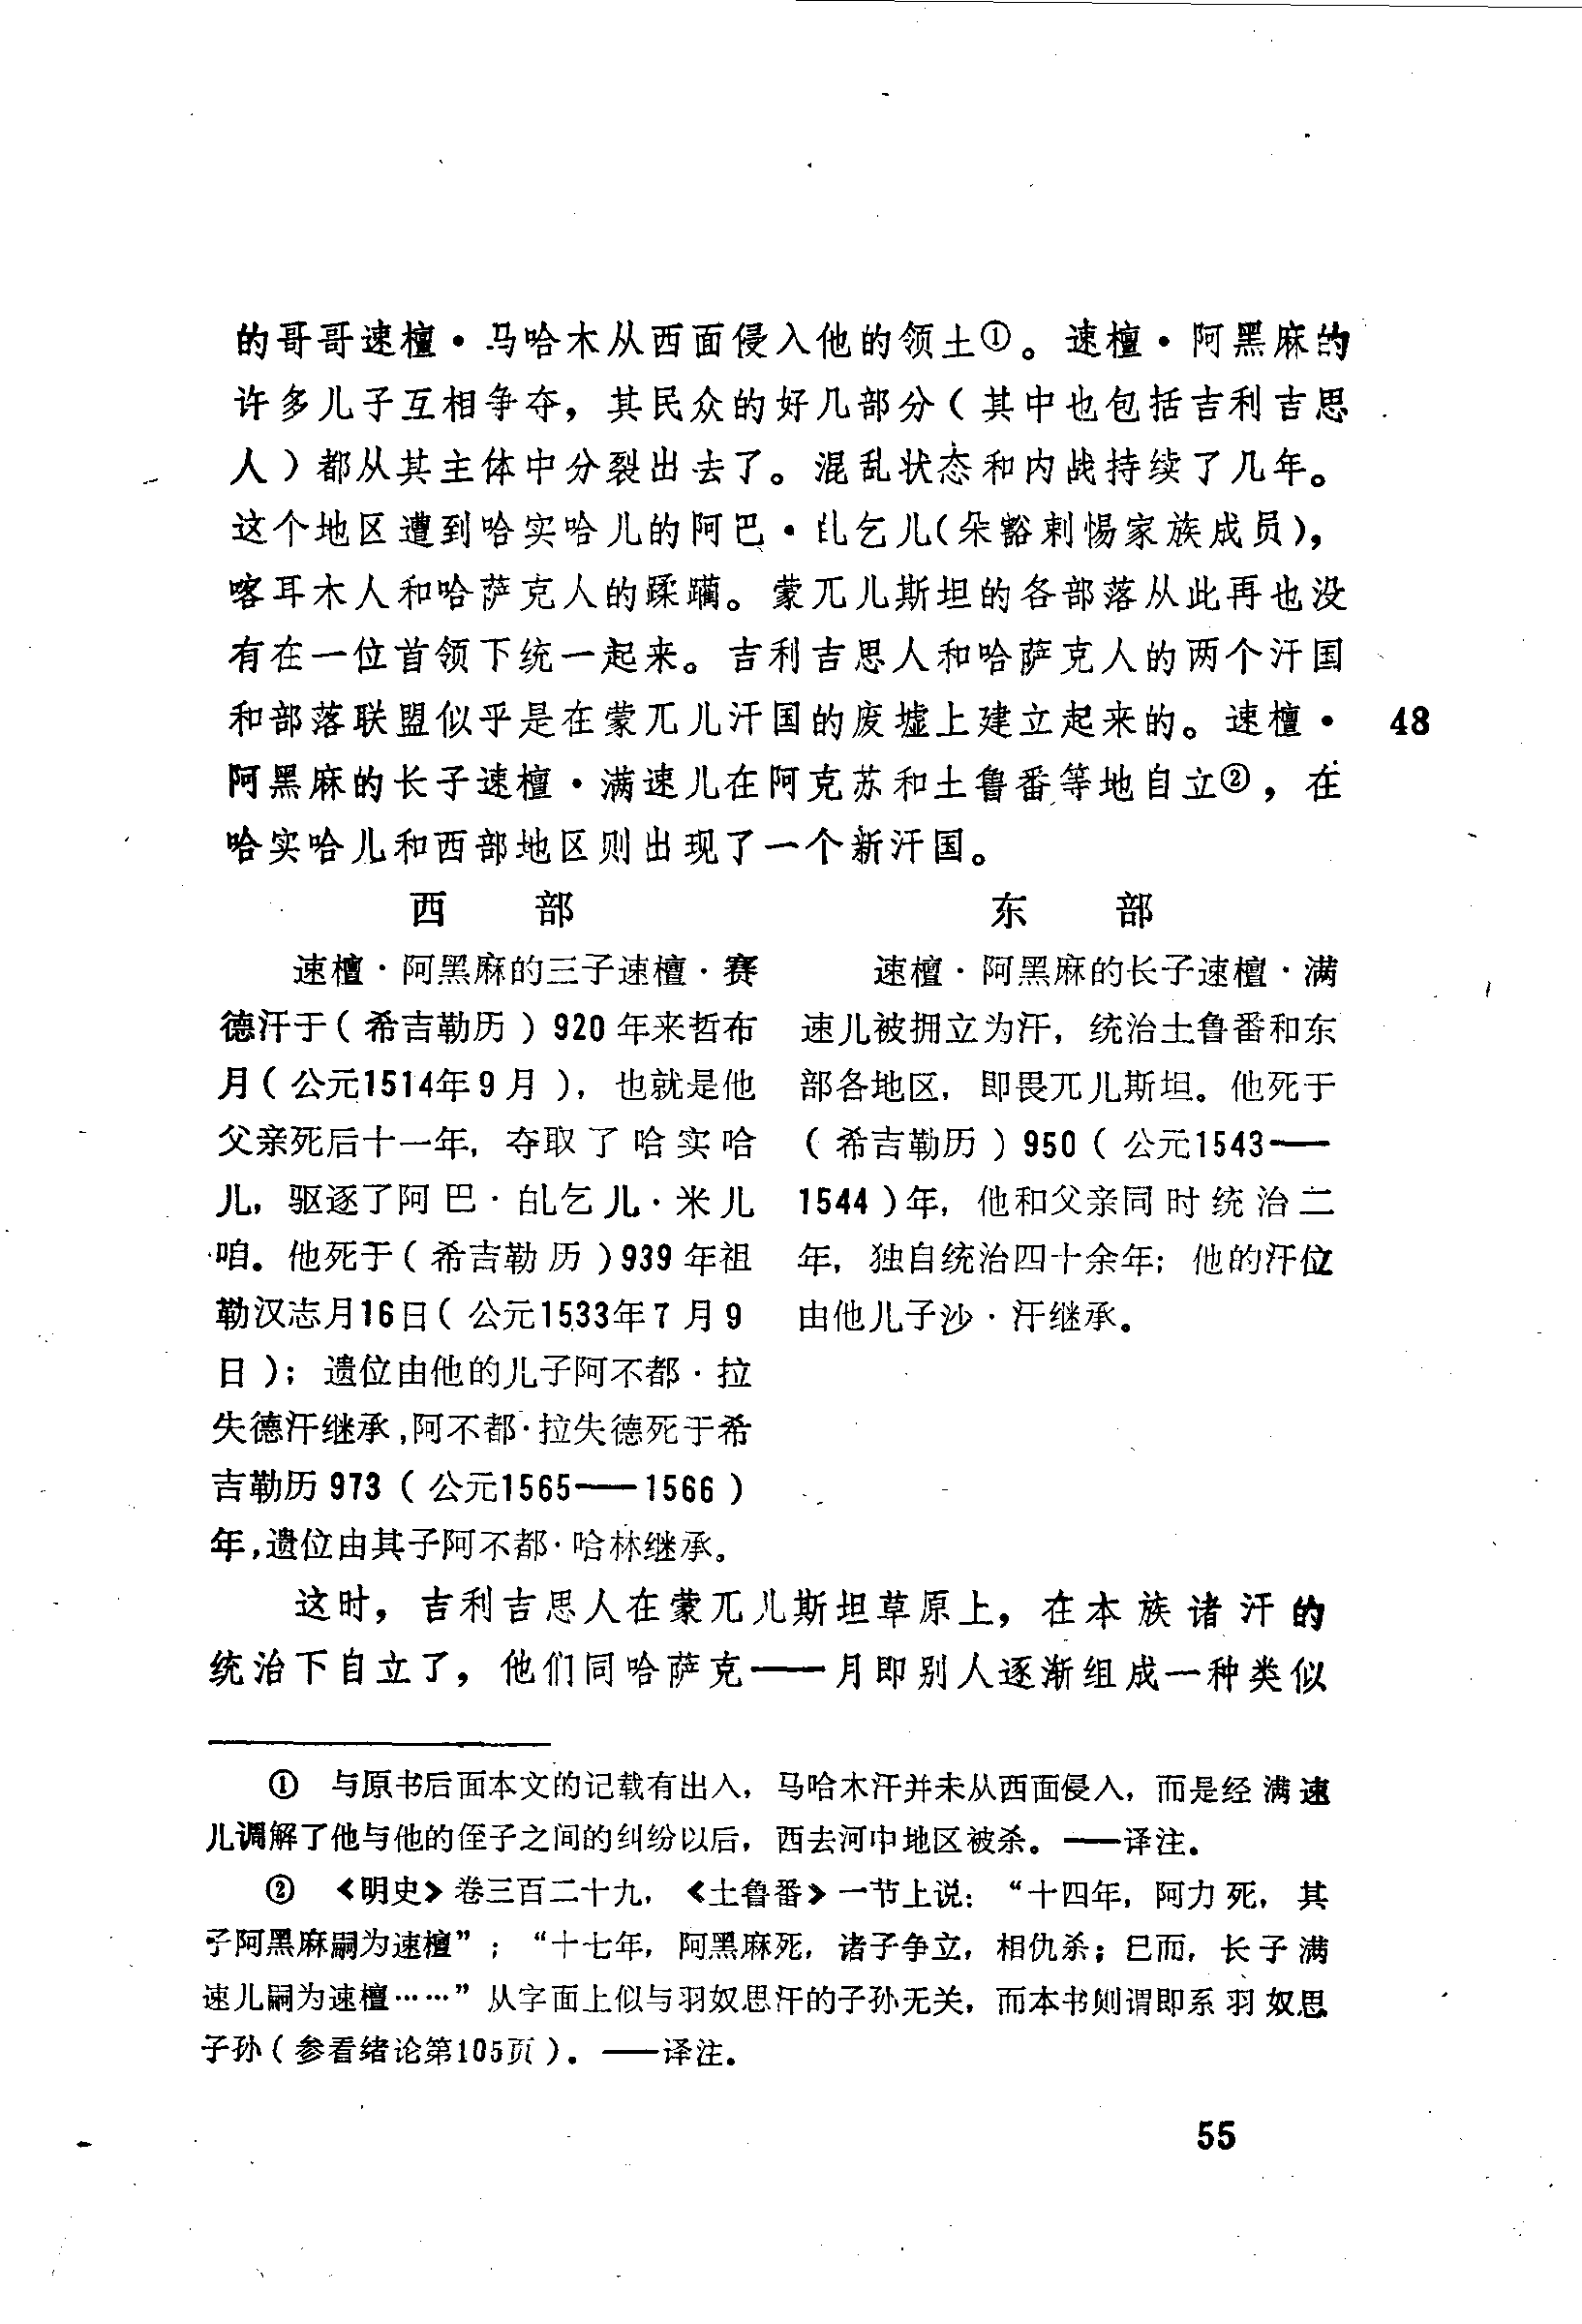 的哥哥速檀·马哈木从西面侵入他的领土①。速檀·阿黑麻的
许多儿子互相争夺，其民众的好几部分（其中也包括吉利吉思
人）都从其主体中分裂出去了。混乱状态和内战持续了几年。
这个地区遭到哈实哈儿的阿巴·乩乞儿(朵豁剌惕家族成员)，
喀耳木人和哈萨克人的蹂躏。蒙兀儿斯坦的各部落从此再也没
有在一位首领下统一起来。吉利吉思人和哈萨克人的两个汗国
和部落联盟似乎是在蒙兀儿汗国的废墟上建立起来的。速檀· 48
阿黑麻的长子速檀·满速儿在阿克苏和土鲁番等地自立②，在
哈实哈儿和西部地区则出现了一个新汗国。
西 部
速檀·阿黑麻的三子速檀·赛
德汗于（希吉勒历）920年来哲布
月（公元1514年9月），也就是他
父亲死后十一年，夺取了哈实哈
儿，驱逐了阿巴·乩乞儿·米儿
咱。他死于（希吉勒历）939年祖
勒汉志月16日（公元1533年7月9
日）；遗位由他的儿子阿不都·拉
失德汗继承，阿不都·拉失德死于希
吉勒历973（公元1565——1566）
年，遗位由其子阿不都·哈林继承。
东 部
速檀·阿黑麻的长子速檀·满
速儿被拥立为汗，统治土鲁番和东
部各地区，即畏兀儿斯坦。他死于
（希吉勒历）950（公元1543——
1544）年，他和父亲同时统治二
年，独自统治四十余年；他的汗位
由他儿子沙·汗继承。
这时，吉利吉思人在蒙兀儿斯坦草原上，在本族诸汗的
统治下自立了，他们同哈萨克——月即别人逐渐组成一种类似
① 与原书后面本文的记载有出入，马哈木汗并未从西面侵入，而是经满速
儿调解了他与他的侄子之间的纠纷以后，西去河中地区被杀。——译注。
② 《明史》卷三百二十九，《土鲁番》一节上说：“十四年，阿力死，其
子阿黑麻嗣为速檀”；“十七年，阿黑麻死，诸子争立，相仇杀；已而，长子满
速儿嗣为速檀……”从字面上似与羽奴思汗的子孙无关，而本书则谓即系羽奴思
子孙（参看绪论第105页）。——译注。
55